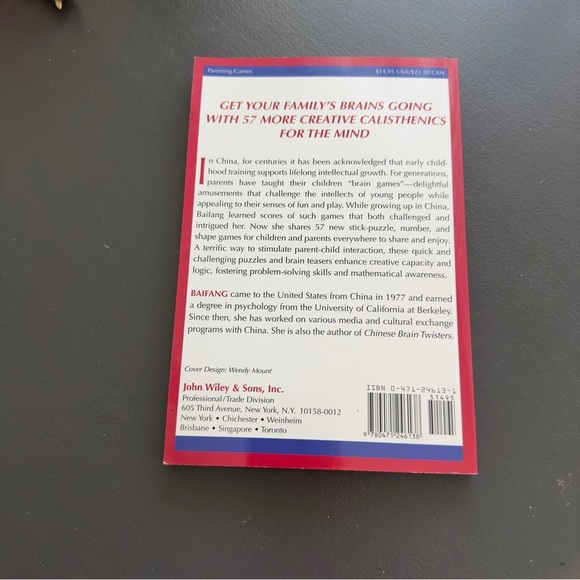 Parenting/Games
$14.95 USA/$22.50 CAN
GET YOUR FAMILY'S BRAINS GOING
WITH 57 MORE CREATIVE CALISTHENICS
FOR THE MIND
In China, for centuries it has been acknowledged that early child-
hood training supports lifelong intellectual growth. For generations,
parents have taught their children "brain games"—delightful
amusements that challenge the intellects of young people while
appealing to their senses of fun and play. While growing up in China,
Baifang learned scores of such games that both challenged and
intrigued her. Now she shares 57 new stick-puzzle, number, and
shape games for children and parents everywhere to share and enjoy.
A terrific way to stimulate parent-child interaction, these quick and
challenging puzzles and brain teasers enhance creative capacity and
logic, fostering problem-solving skills and mathematical awareness.
BAIFANG came to the United States from China in 1977 and earned
a degree in psychology from the University of California at Berkeley.
Since then, she has worked on various media and cultural exchange
programs with China. She is also the author of Chinese Brain Twisters.
Cover Design: Wendy Mount
John Wiley & Sons, Inc.
Professional/Trade Division
605 Third Avenue, New York, N.Y. 10158-0012
New York • Chichester • Weinheim
Brisbane • Singapore • Toronto
ISBN 0-471-24613-1
51495
9 780471 246138